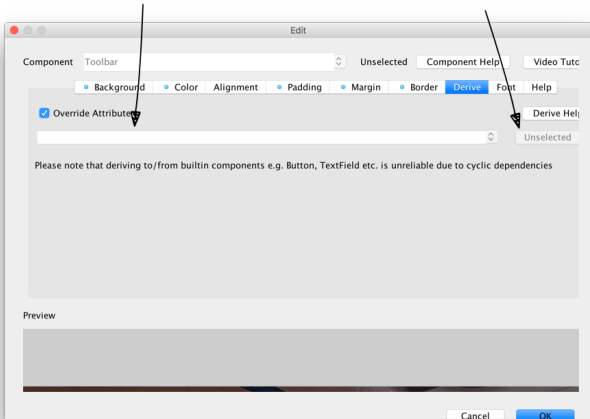 Edit
Component Toolbar Unselected Component Help Video Tuto
Background Color Alignment Padding Margin Border Derive Font Help
Override Attributes Derive Help
Unselected
Please note that deriving to/from builtin components e.g. Button, TextField etc. is unreliable due to cyclic dependencies
Preview
Cancel OK